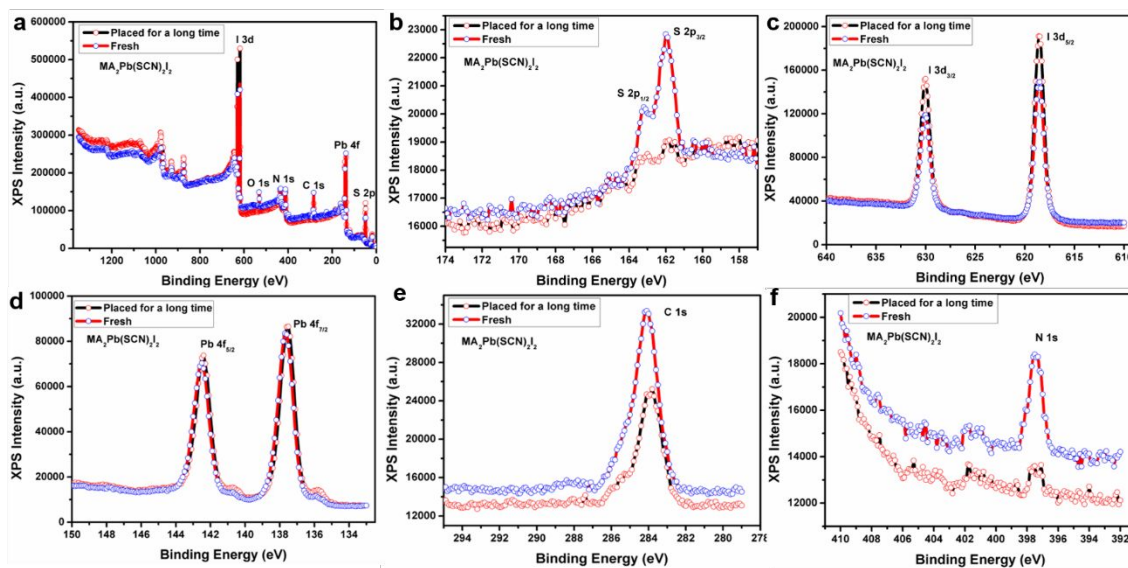 a
Placed for a long time
Fresh
MA₂Pb(SCN)₂I₂
I 3d
O 1s
N 1s
C 1s
Pb 4f
S 2p
XPS Intensity (a.u.)
600000
500000
400000
300000
200000
100000
0
1200 1000 800 600 400 200 0
Binding Energy (eV)
b
Placed for a long time
Fresh
MA₂Pb(SCN)₂I₂
S 2p₃/₂
S 2p₁/₂
XPS Intensity (a.u.)
23000
22000
21000
20000
19000
18000
17000
16000
174 172 170 168 166 164 162 160 158
Binding Energy (eV)
c
Placed for a long time
Fresh
MA₂Pb(SCN)₂I₂
I 3d₅/₂
I 3d₃/₂
XPS Intensity (a.u.)
200000
160000
120000
80000
40000
0
640 630 620 610
Binding Energy (eV)
d
Placed for a long time
Fresh
MA₂Pb(SCN)₂I₂
Pb 4f₇/₂
Pb 4f₅/₂
XPS Intensity (a.u.)
100000
80000
60000
40000
20000
0
150 148 146 144 142 140 138 136 134
Binding Energy (eV)
e
Placed for a long time
Fresh
MA₂Pb(SCN)₂I₂
C 1s
XPS Intensity (a.u.)
32000
28000
24000
20000
16000
12000
294 292 290 288 286 284 282 280 278
Binding Energy (eV)
f
Placed for a long time
Fresh
MA₂Pb(SCN)₂I₂
N 1s
XPS Intensity (a.u.)
20000
18000
16000
14000
12000
410 408 406 404 402 400 398 396 394 392
Binding Energy (eV)